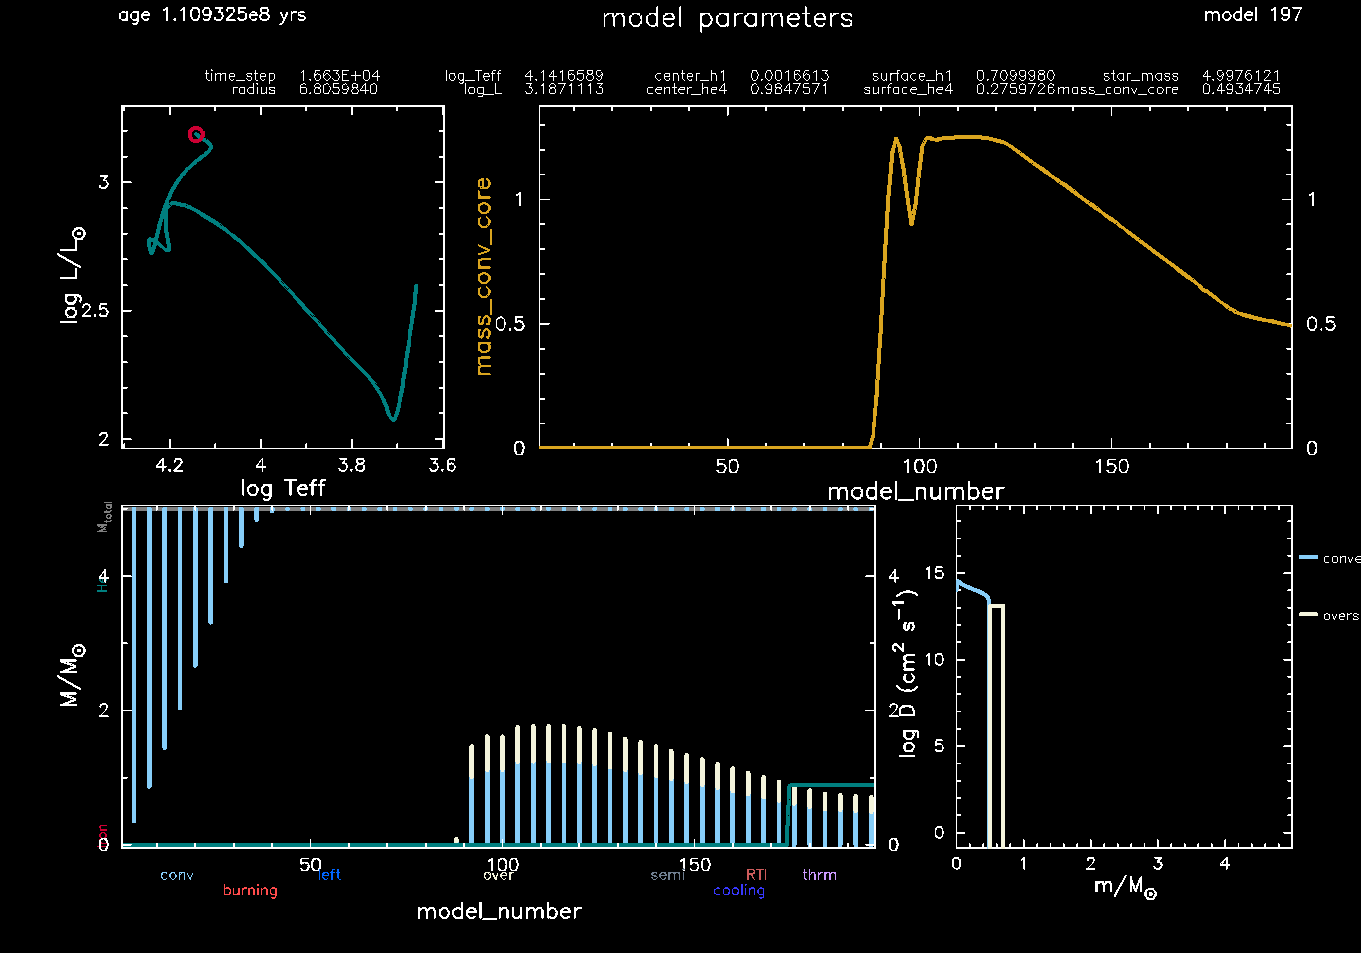 age 1.109325e8 yrs model parameters model 197
time_step 1.663E+04 log_Teff 4.1416589 center_h1 0.0016613 surface_h1 0.7099980 star_mass 4.9976121
radius 6.8059840 log_L 3.1871113 center_he4 0.9847571 surface_he4 0.2759726 mass_conv_core 0.4934745
log L/L⊙
3
2.5
2
4.2 4 3.8 3.6
log Teff
mass_conv_core
1
0.5
0
1
0.5
0
50 100 150
model_number
M/M⊙
Mtotal
He
4
2
0
4
2
0
50 100 150
conv left over semi RTI thrm
burning cooling
model_number
log D (cm² s⁻¹)
15
10
5
0
0 1 2 3 4
m/M⊙
conve
overs